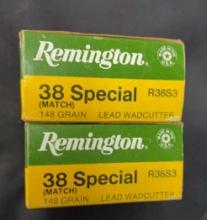 Remington
38 Special R38S3
(MATCH)
148 GRAIN LEAD WADCUTTER
Remington
38 Special R38S3
(MATCH)
148 GRAIN LEAD WADCUTTER